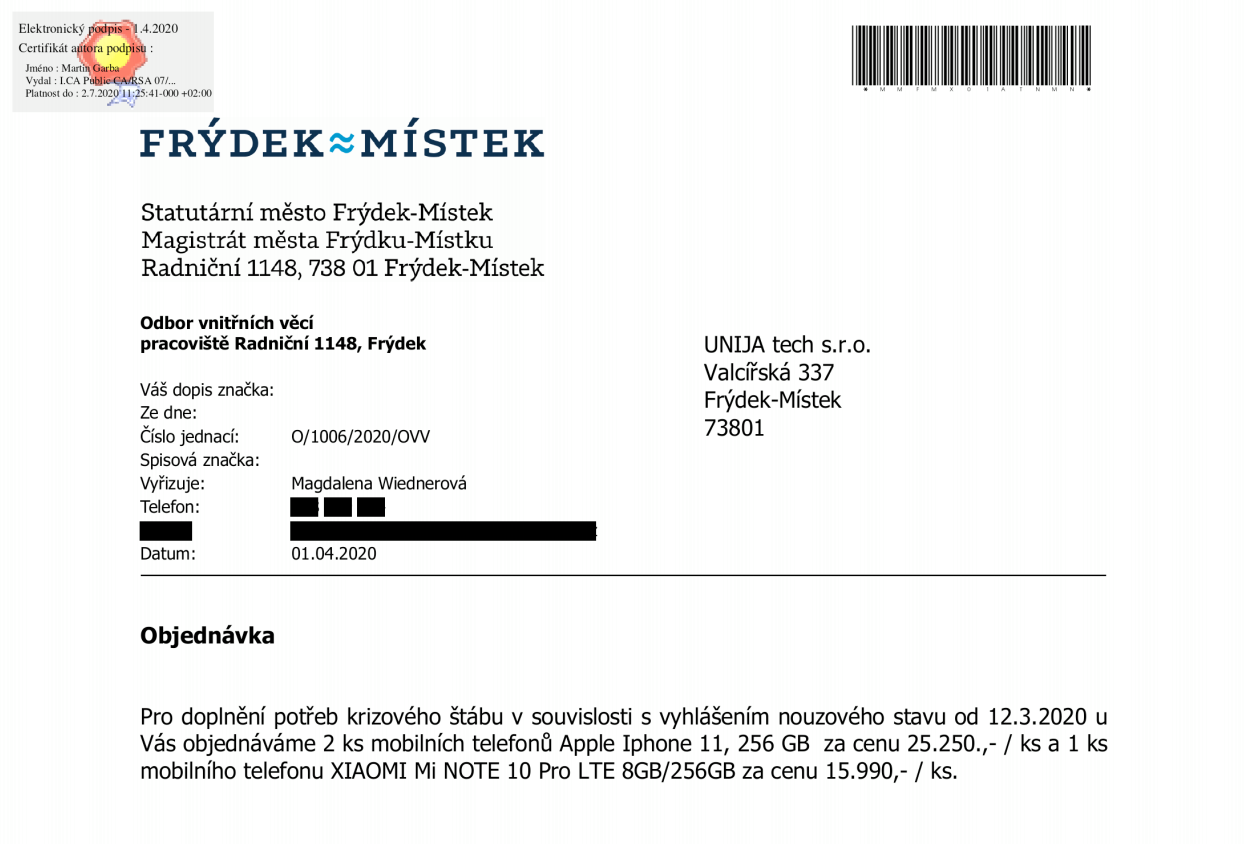 Elektronický podpis - 1.4.2020
Certifikát autora podpisu :
Jméno : Martin Garba
Vydal : I.CA Public CA/RSA 07/...
Platnost do : 2.7.2020 11:25:41-000 +02:00
*MMFMX01ATNMN*
FRÝDEK≈MÍSTEK
Statutární město Frýdek-Místek
Magistrát města Frýdku-Místku
Radniční 1148, 738 01 Frýdek-Místek
Odbor vnitřních věcí
pracoviště Radniční 1148, Frýdek
UNIJA tech s.r.o.
Valcířská 337
Frýdek-Místek
73801
Váš dopis značka:
Ze dne:
Číslo jednací: O/1006/2020/OVV
Spisová značka:
Vyřizuje: Magdalena Wiednerová
Telefon:
Datum: 01.04.2020
Objednávka
Pro doplnění potřeb krizového štábu v souvislosti s vyhlášením nouzového stavu od 12.3.2020 u
Vás objednáváme 2 ks mobilních telefonů Apple Iphone 11, 256 GB za cenu 25.250.,- / ks a 1 ks
mobilního telefonu XIAOMI Mi NOTE 10 Pro LTE 8GB/256GB za cenu 15.990,- / ks.